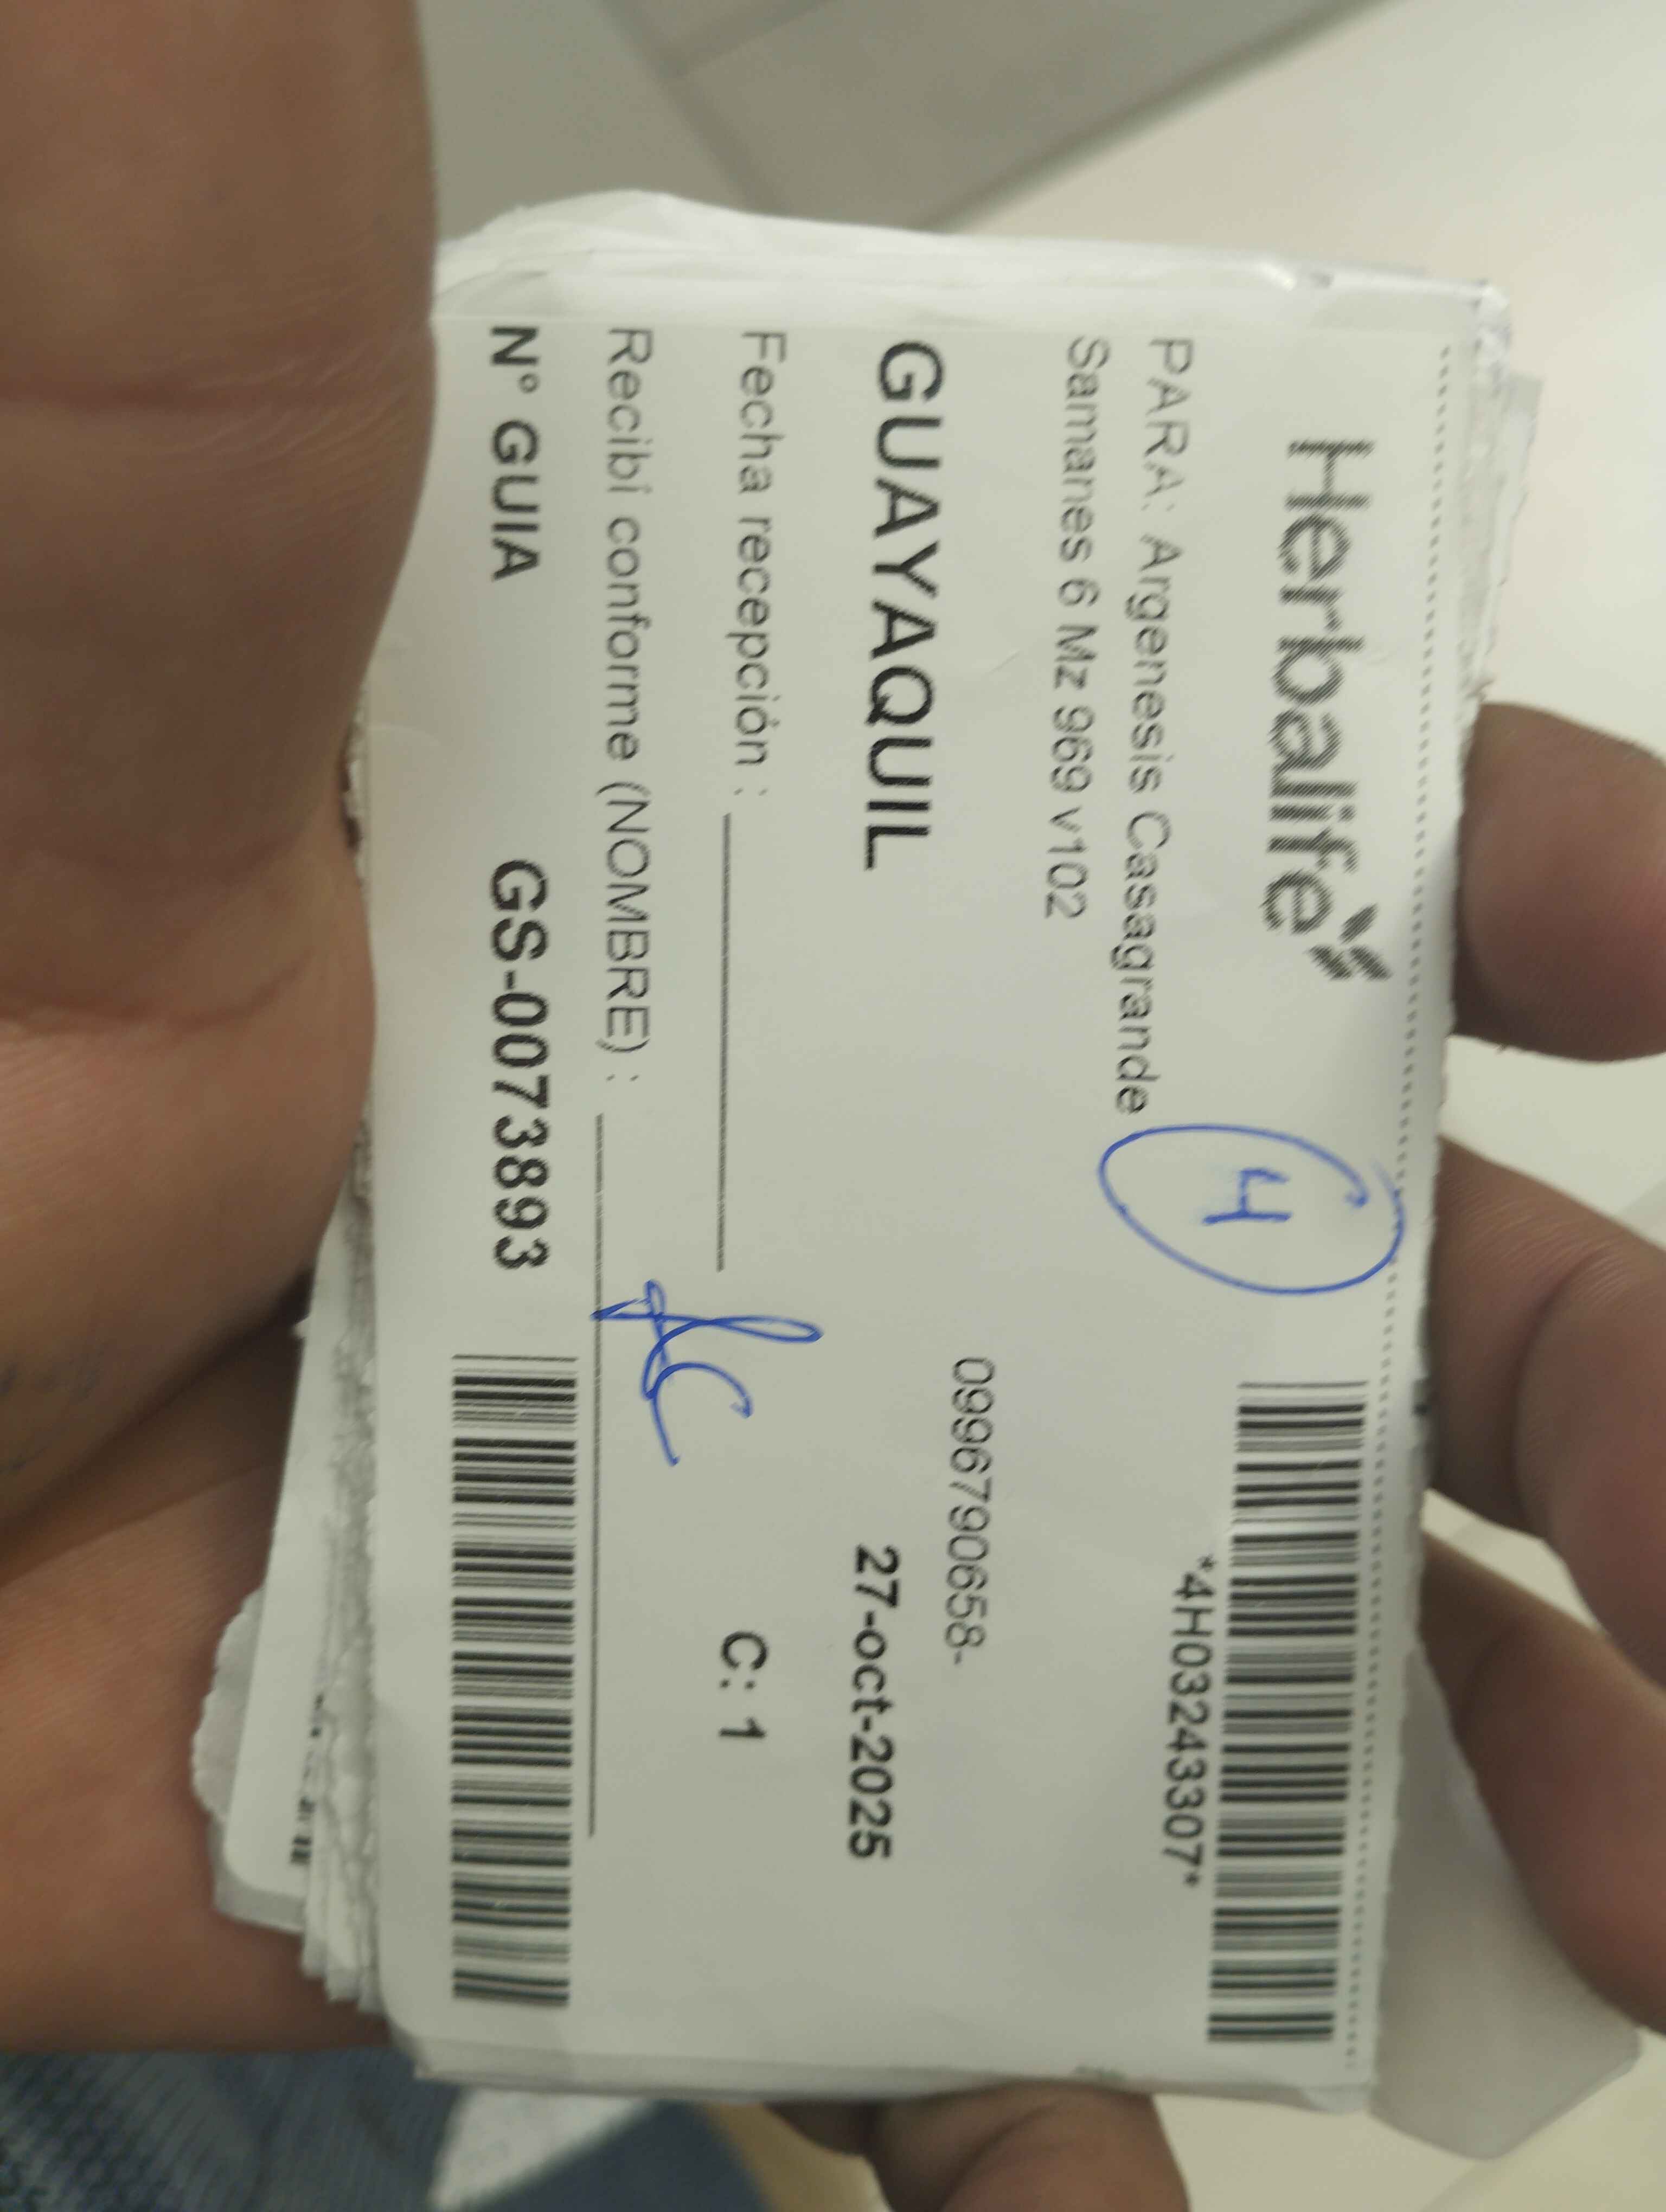 Herbalife
4
*4H03243307*
PARA: Argenesis Casagrande
Samanes 6 Mz 969 v102
0996790658-
GUAYAQUIL
27-oct-2025
Fecha recepción :
C: 1
Recibí conforme (NOMBRE) :
N° GUIA
GS-0073893